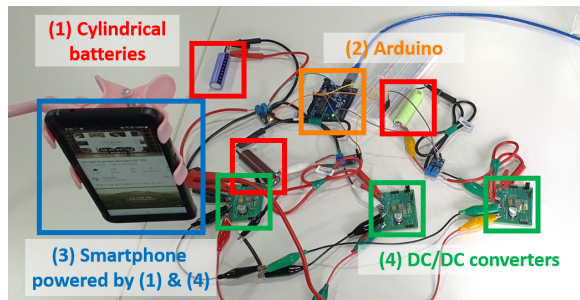 (1) Cylindrical
batteries
(2) Arduino
(3) Smartphone
powered by (1) & (4)
(4) DC/DC converters